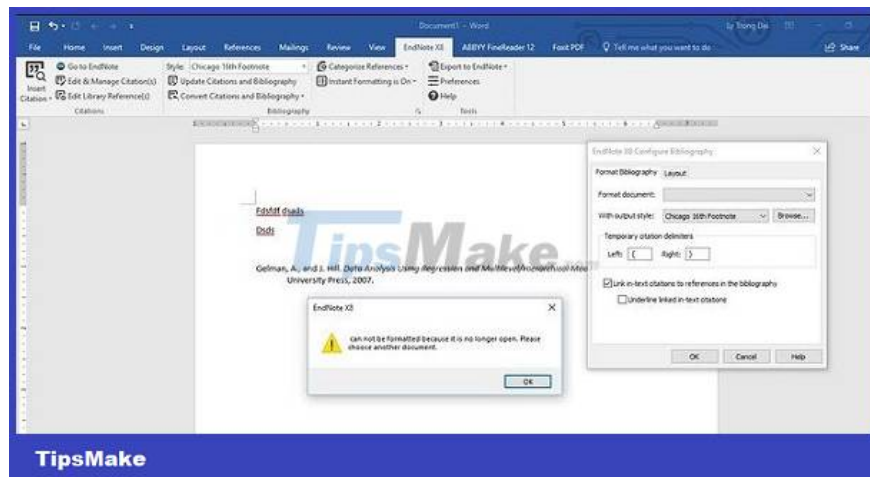 Document1 - Word
Ly Trong Dai
File Home Insert Design Layout References Mailings Review View EndNote X8 ABBYY FineReader 12 Foxit PDF Tell me what you want to do Share
Go to EndNote
Edit & Manage Citation(s)
Edit Library Reference(s)
Insert Citation
Citations
Style: Chicago 16th Footnote
Update Citations and Bibliography
Convert Citations and Bibliography
Bibliography
Categorize References
Instant Formatting is On
Export to EndNote
Preferences
Help
Tools
EndNote X8 Configure Bibliography
Format Bibliography Layout
Format document:
With output style: Chicago 16th Footnote Browse...
Temporary citation delimiters
Left: { Right: }
Link in-text citations to references in the bibliography
Underline linked in-text citations
OK Cancel Help
Fdsfdf dsads
Dsds
TipsMake.com
Gelman, A., and J. Hill. Data Analysis Using Regression and Multilevel/Hierarchical Mod
University Press, 2007.
EndNote X8
can not be formatted because it is no longer open. Please
choose another document.
OK
TipsMake